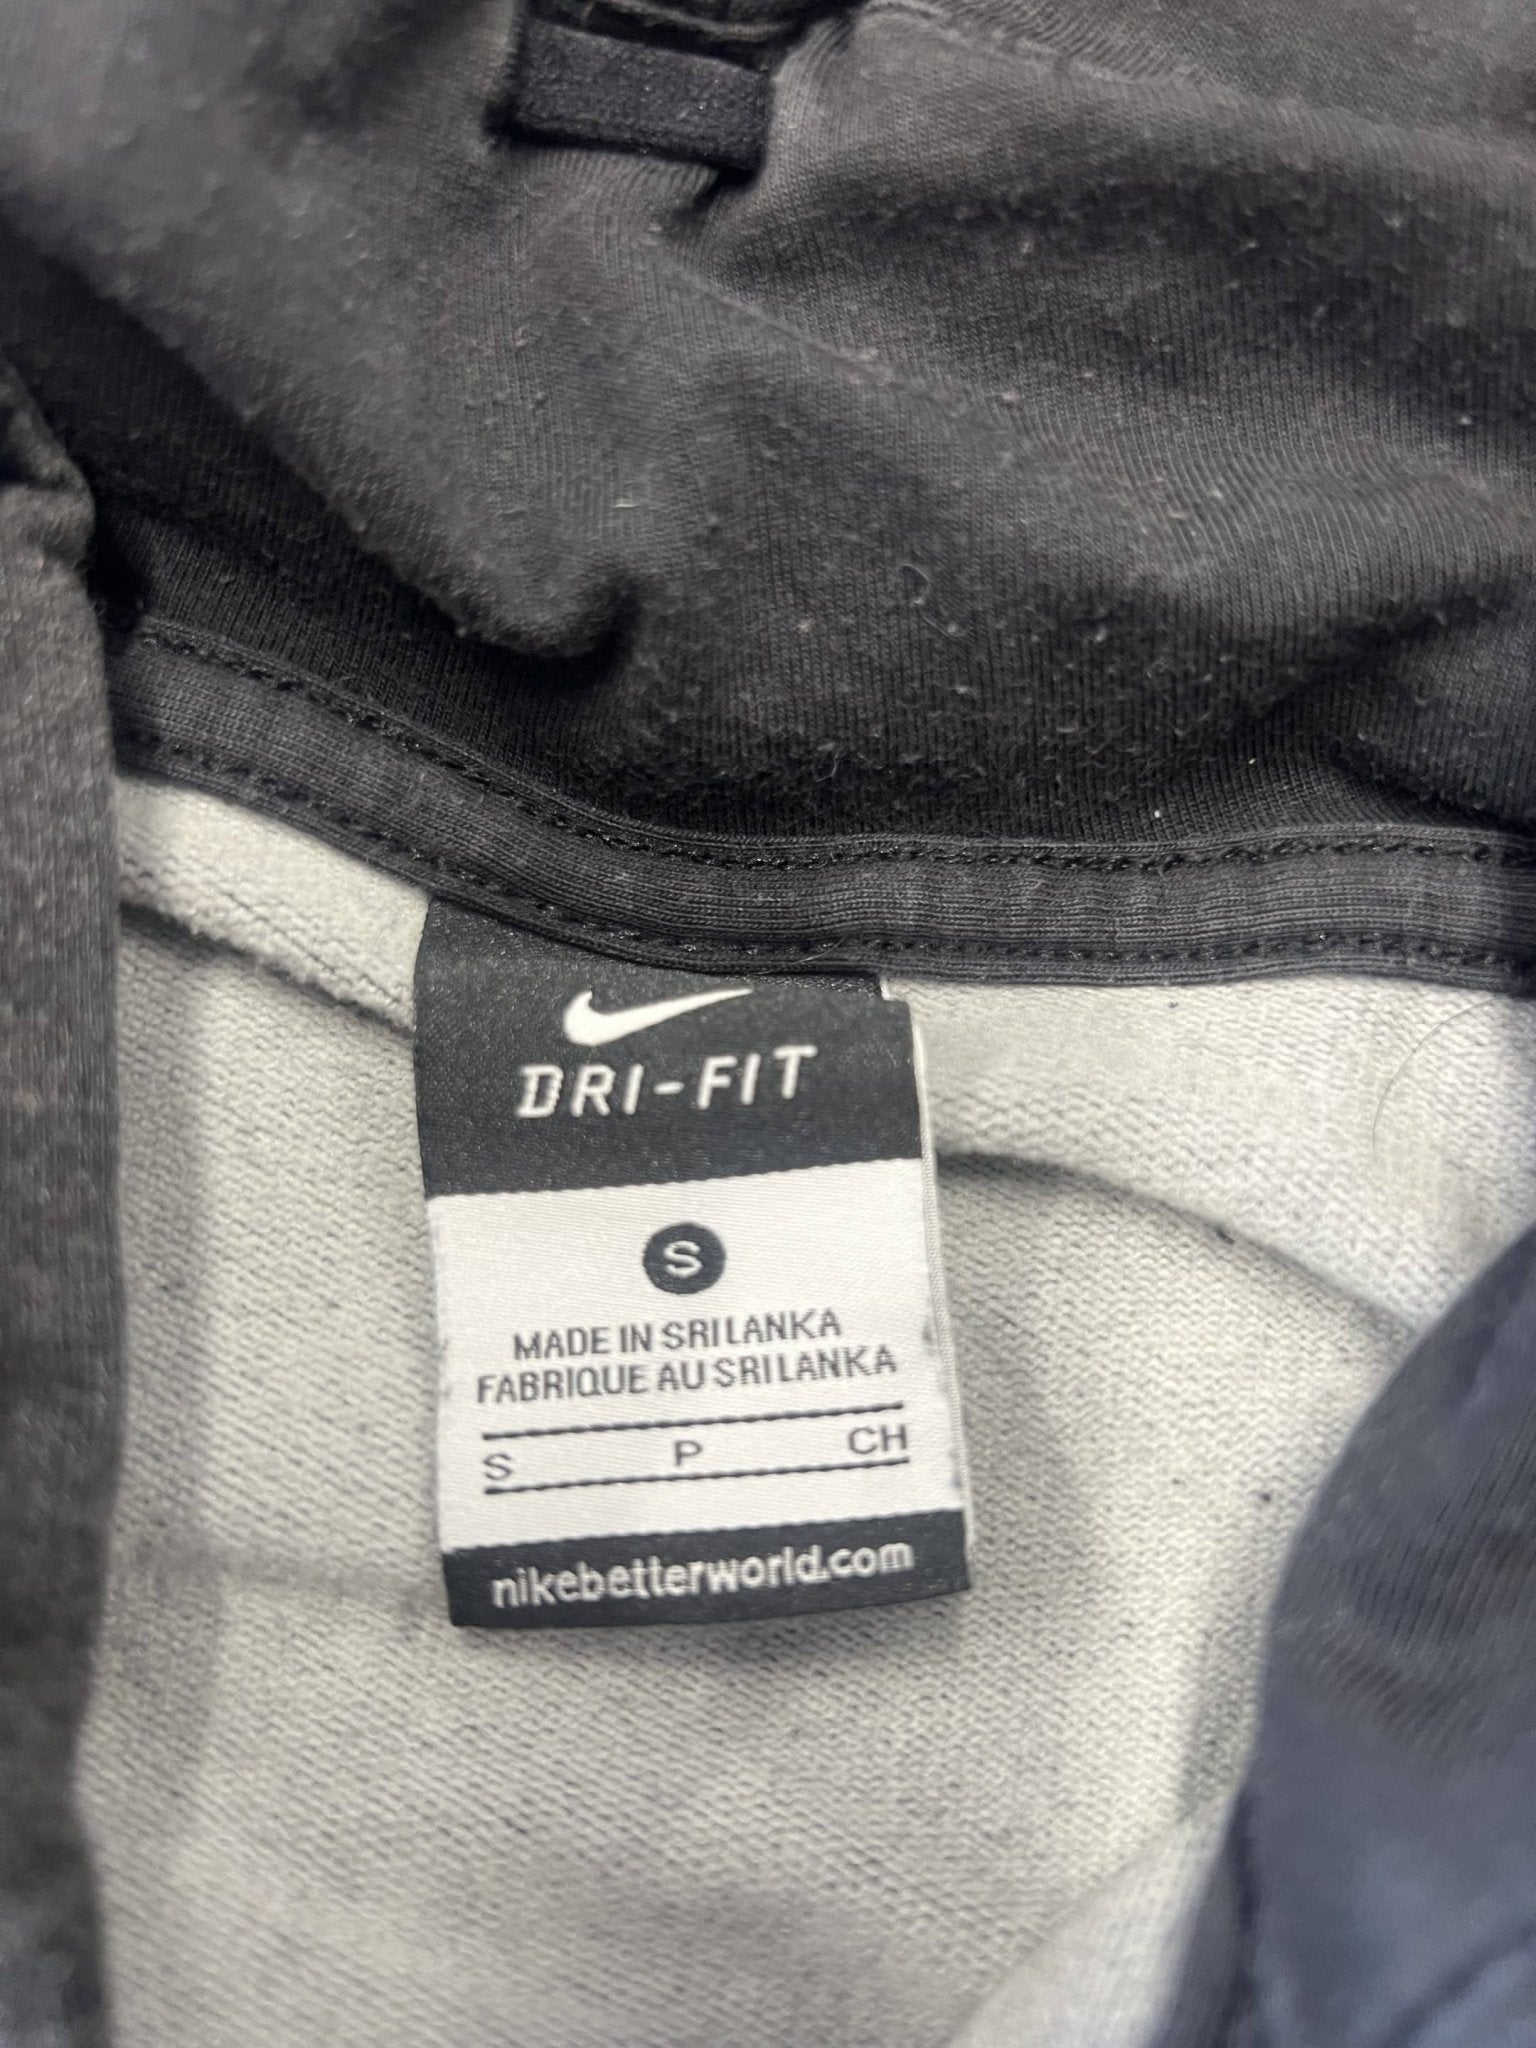 DRI-FIT
S
MADE IN SRI LANKA
FABRIQUE AU SRI LANKA
S P CH
nikebetterworld.com